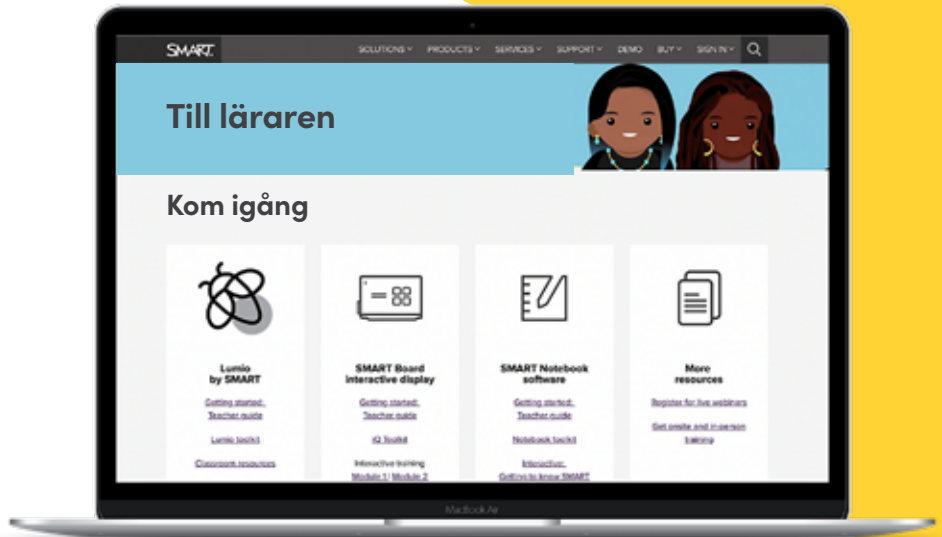 SMART
SOLUTIONS PRODUCTS SERVICES SUPPORT DEMO BUY SIGN IN
Till läraren
Kom igång
Lumio
by SMART
Getting started:
Teacher guide
Lumio toolkit
Classroom resources
SMART Board
interactive display
Getting started:
Teacher guide
iQ Toolkit
Interactive training
Module 1 | Module 2
SMART Notebook
software
Getting started:
Teacher guide
Notebook toolkit
Interactive:
Getting to know SMART
More
resources
Register for live webinars
Get onsite and in-person
training
MacBook Air